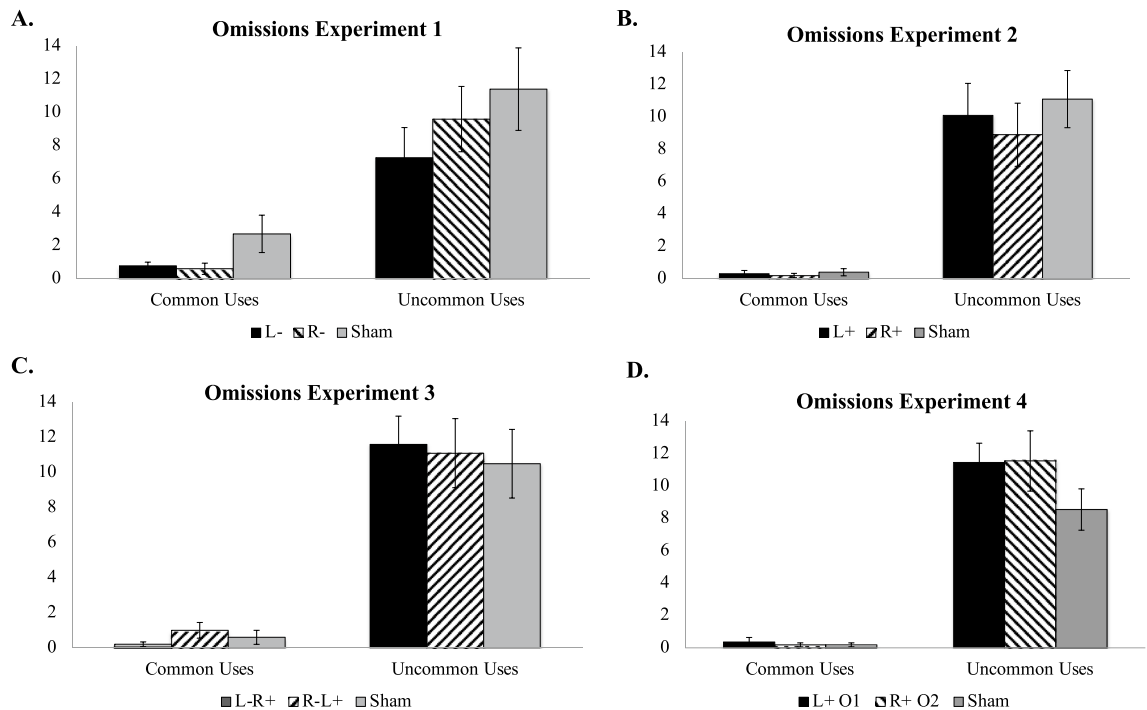 A.
Omissions Experiment 1
14
12
10
8
6
4
2
0
Common Uses Uncommon Uses
L- R- Sham
B.
Omissions Experiment 2
14
12
10
8
6
4
2
0
Common Uses Uncommon Uses
L+ R+ Sham
C.
Omissions Experiment 3
14
12
10
8
6
4
2
0
Common Uses Uncommon Uses
L-R+ R-L+ Sham
D.
Omissions Experiment 4
14
12
10
8
6
4
2
0
Common Uses Uncommon Uses
L+ O1 R+ O2 Sham